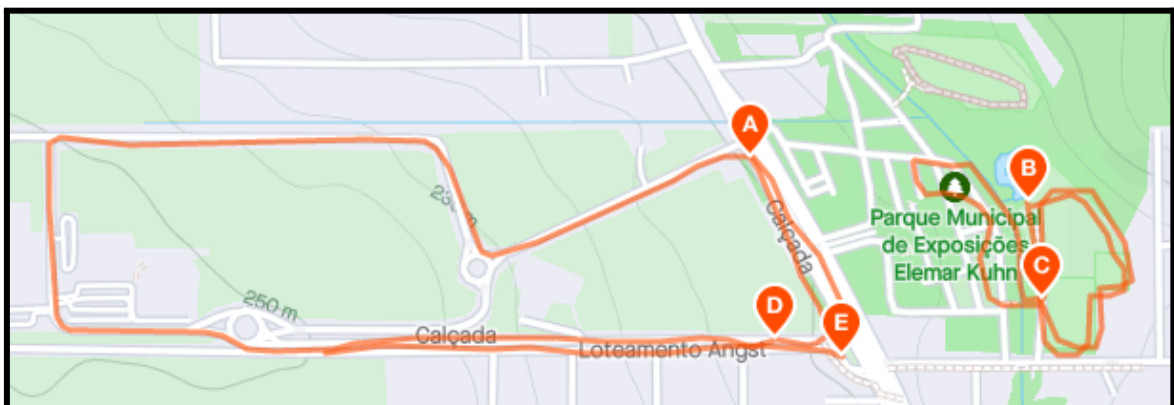 A
B
Calçada
Parque Municipal
de Exposições
Elemar Kuhn
C
250 m
D
E
Calçada
Loteamento Angst